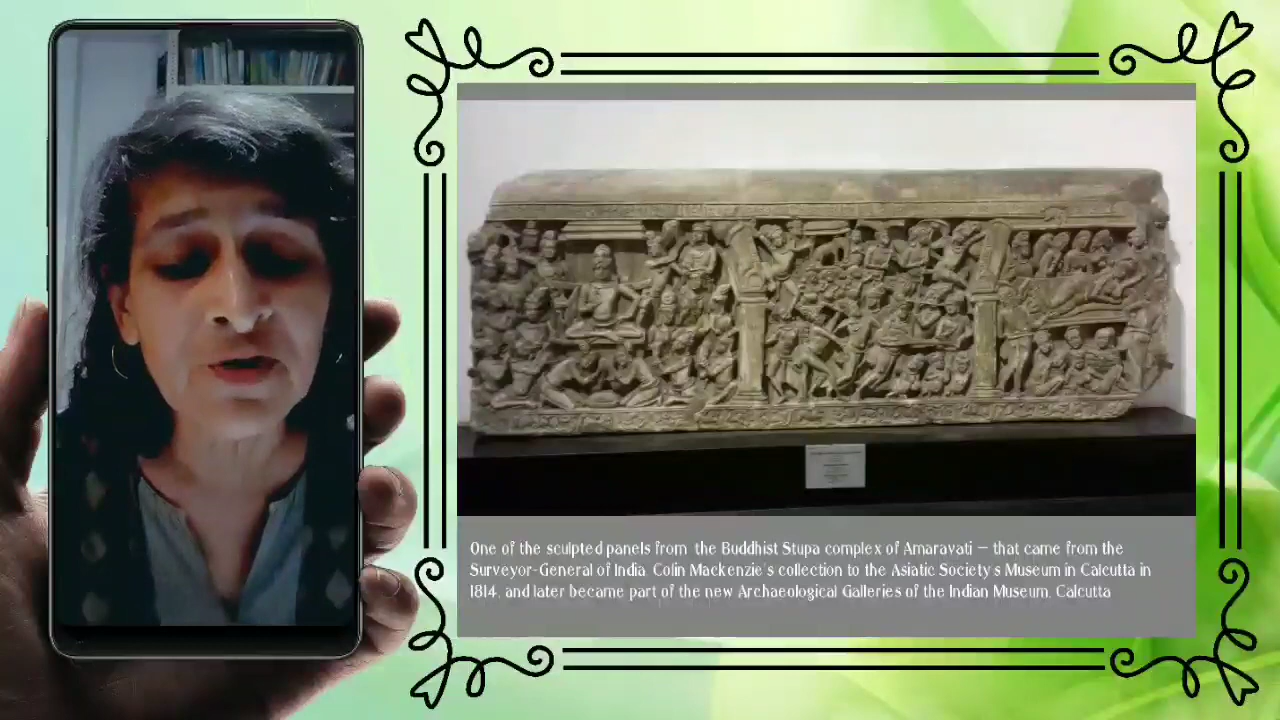 One of the sculpted panels from the Buddhist Stupa complex of Amaravati – that came from the
Surveyor-General of India, Colin Mackenzie's collection to the Asiatic Society's Museum in Calcutta in
1814, and later became part of the new Archaeological Galleries of the Indian Museum, Calcutta